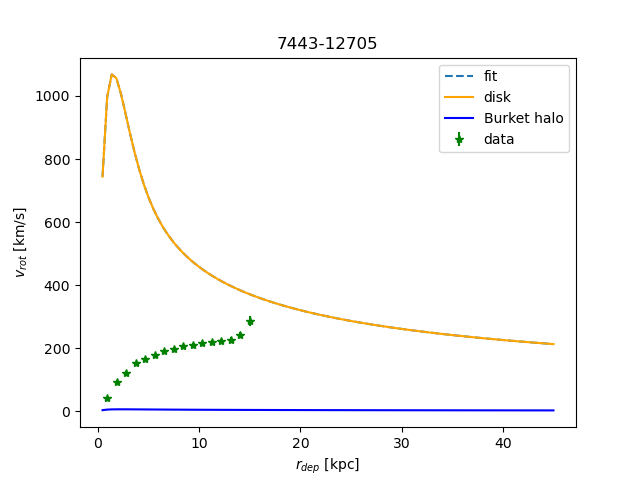 7443-12705
fit
disk
Burket halo
data
1000
800
600
400
200
0
v_rot [km/s]
0 10 20 30 40
r_dep [kpc]